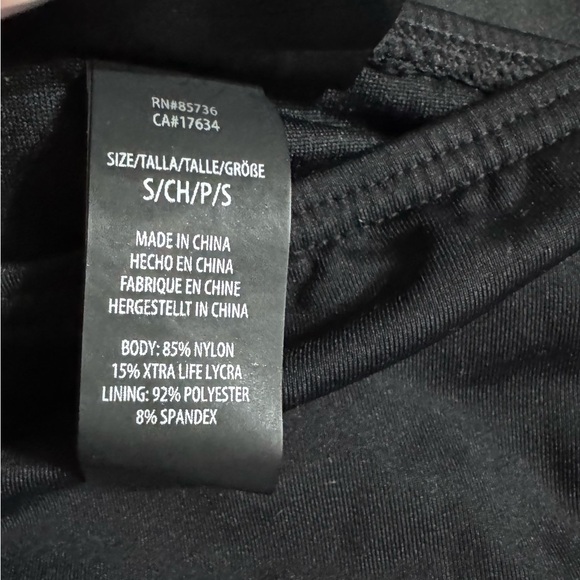 RN#85736
CA#17634
SIZE/TALLA/TALLE/GRÖßE
S/CH/P/S
MADE IN CHINA
HECHO EN CHINA
FABRIQUE EN CHINE
HERGESTELLT IN CHINA
BODY: 85% NYLON
15% XTRA LIFE LYCRA
LINING: 92% POLYESTER
8% SPANDEX